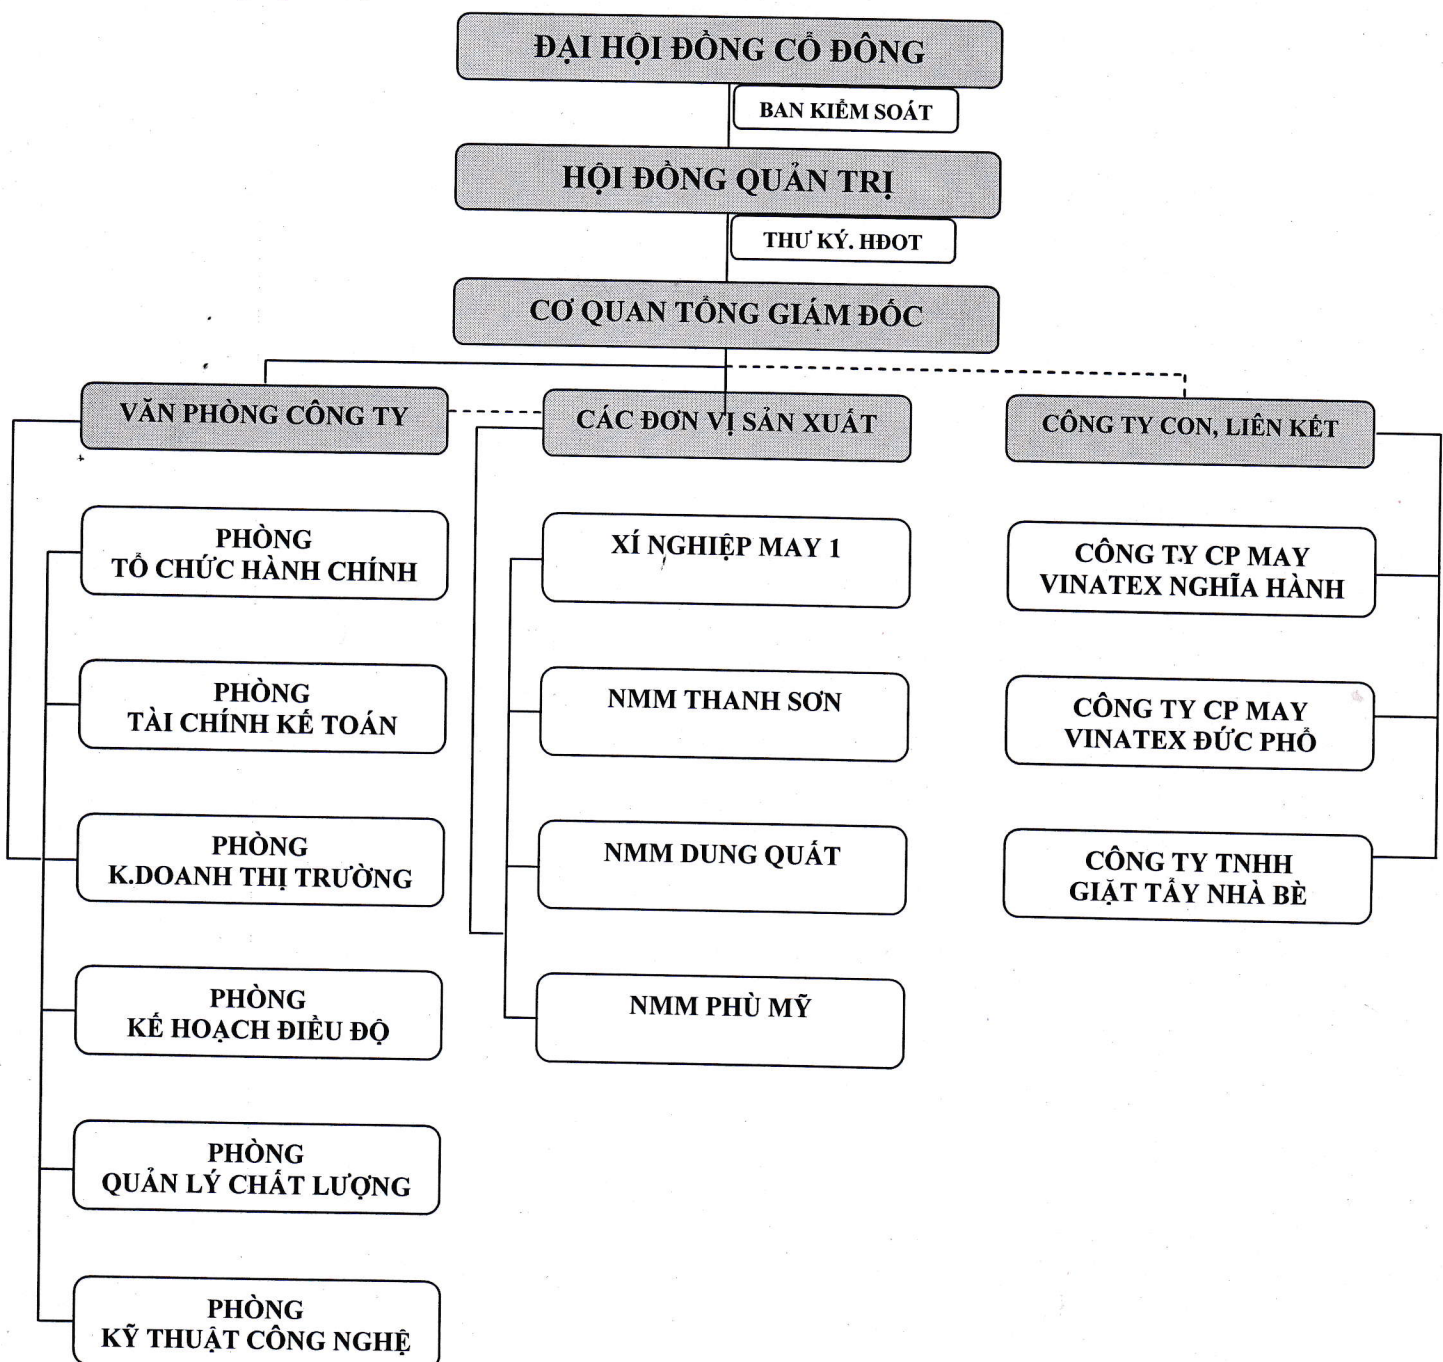 ĐẠI HỘI ĐỒNG CỔ ĐÔNG
BAN KIỂM SOÁT
HỘI ĐỒNG QUẢN TRỊ
THƯ KÝ. HĐQT
CƠ QUAN TỔNG GIÁM ĐỐC
VĂN PHÒNG CÔNG TY
CÁC ĐƠN VỊ SẢN XUẤT
CÔNG TY CON, LIÊN KẾT
PHÒNG
TỔ CHỨC HÀNH CHÍNH
PHÒNG
TÀI CHÍNH KẾ TOÁN
PHÒNG
K.DOANH THỊ TRƯỜNG
PHÒNG
KẾ HOẠCH ĐIỀU ĐỘ
PHÒNG
QUẢN LÝ CHẤT LƯỢNG
PHÒNG
KỸ THUẬT CÔNG NGHỆ
XÍ NGHIỆP MAY 1
NMM THANH SƠN
NMM DUNG QUẤT
NMM PHÙ MỸ
CÔNG TY CP MAY
VINATEX NGHĨA HÀNH
CÔNG TY CP MAY
VINATEX ĐỨC PHỔ
CÔNG TY TNHH
GIẶT TẨY NHÀ BÈ